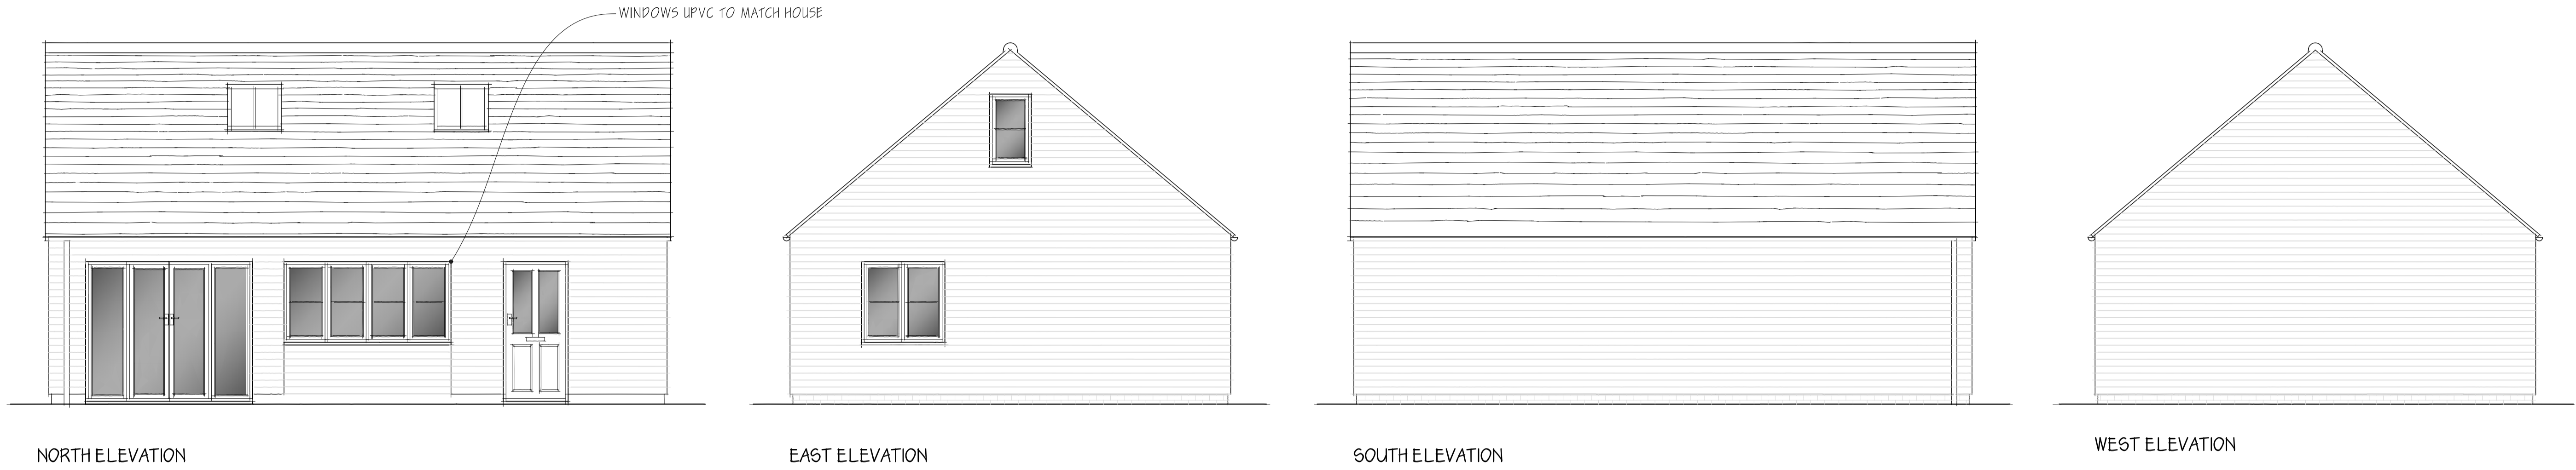 WINDOWS UPVC TO MATCH HOUSE
NORTH ELEVATION
EAST ELEVATION
SOUTH ELEVATION
WEST ELEVATION